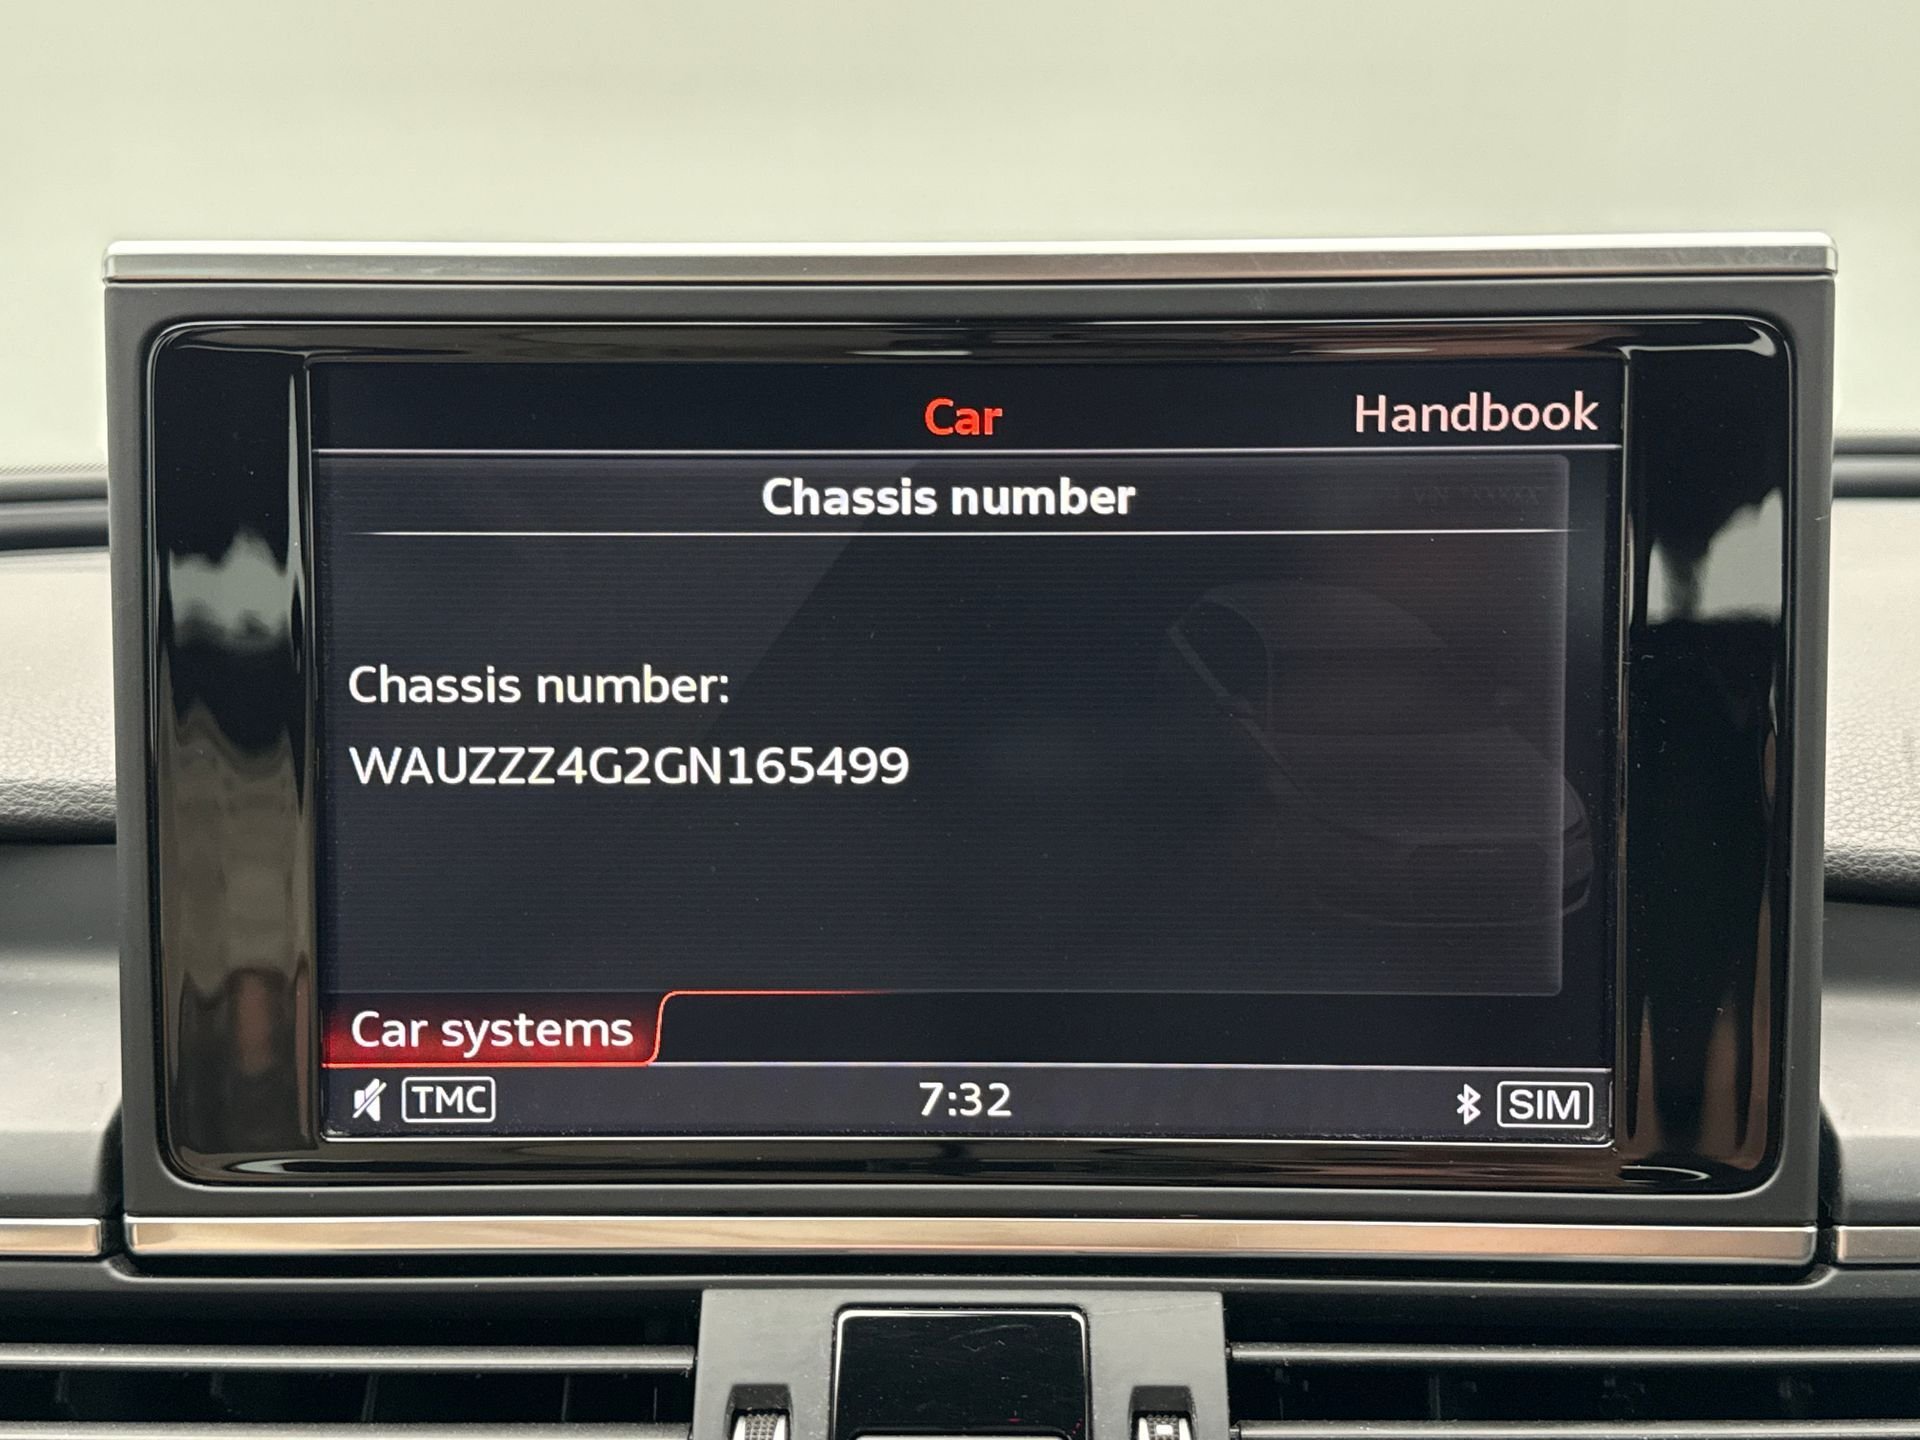 Car
Handbook
Chassis number
Chassis number:
WAUZZZ4G2GN165499
Car systems
TMC
7:32
SIM